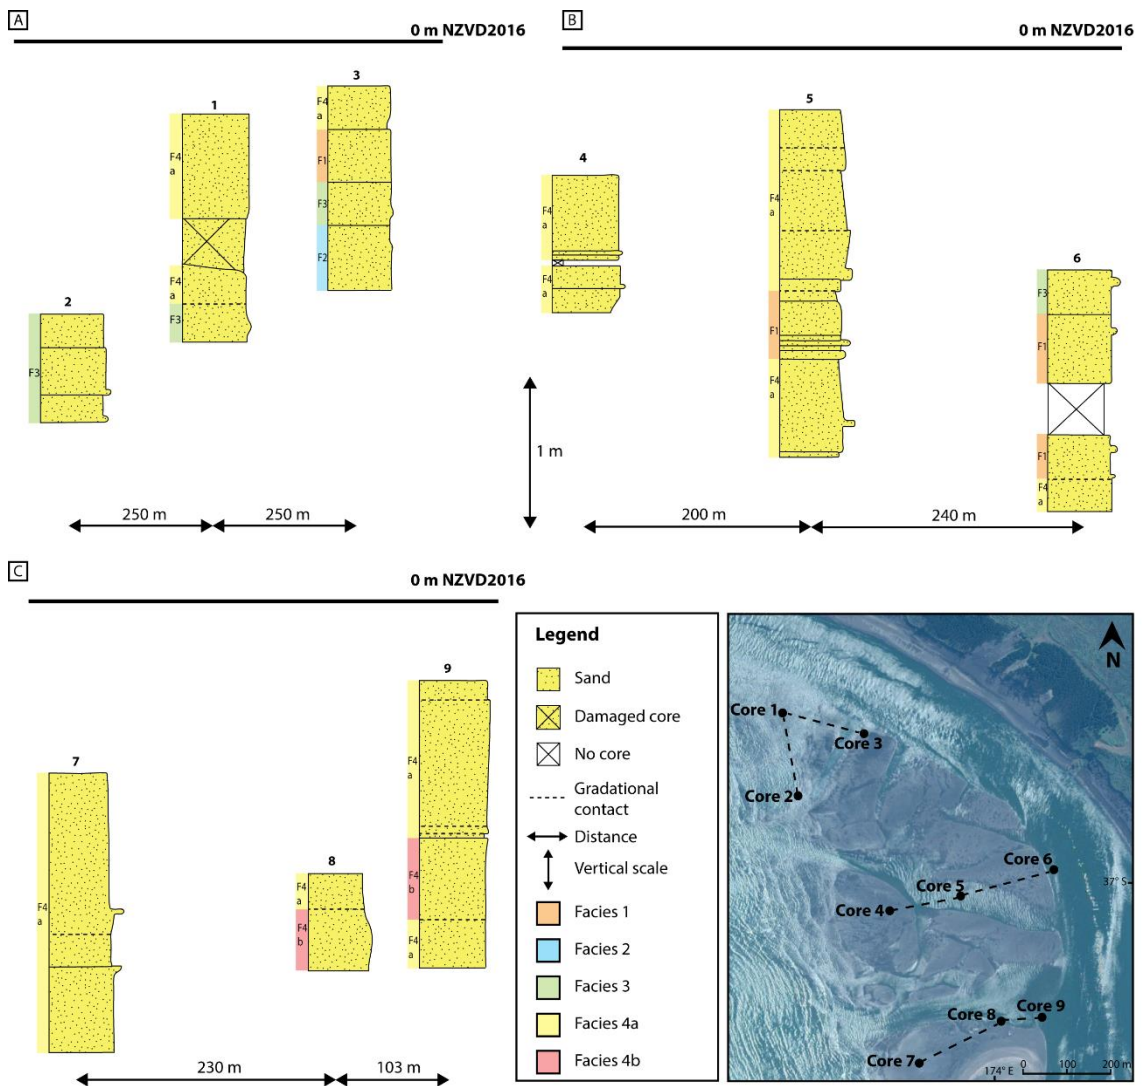 A
0 m NZVD2016
2
F3
1
F4
a
F4
a
F3
3
F4
a
F1
F3
F2
250 m
250 m
B
0 m NZVD2016
4
F4
a
F4
a
5
F4
a
F1
F4
a
6
F3
F1
F1
F4
a
1 m
200 m
240 m
C
0 m NZVD2016
7
F4
a
8
F4
a
F4
b
9
F4
a
F4
b
F4
a
230 m
103 m
Legend
Sand
Damaged core
No core
Gradational
contact
Distance
Vertical scale
Facies 1
Facies 2
Facies 3
Facies 4a
Facies 4b
N
Core 1
Core 3
Core 2
Core 6
37° S
Core 5
Core 4
Core 8
Core 9
Core 7
174° E
0 100 200 m